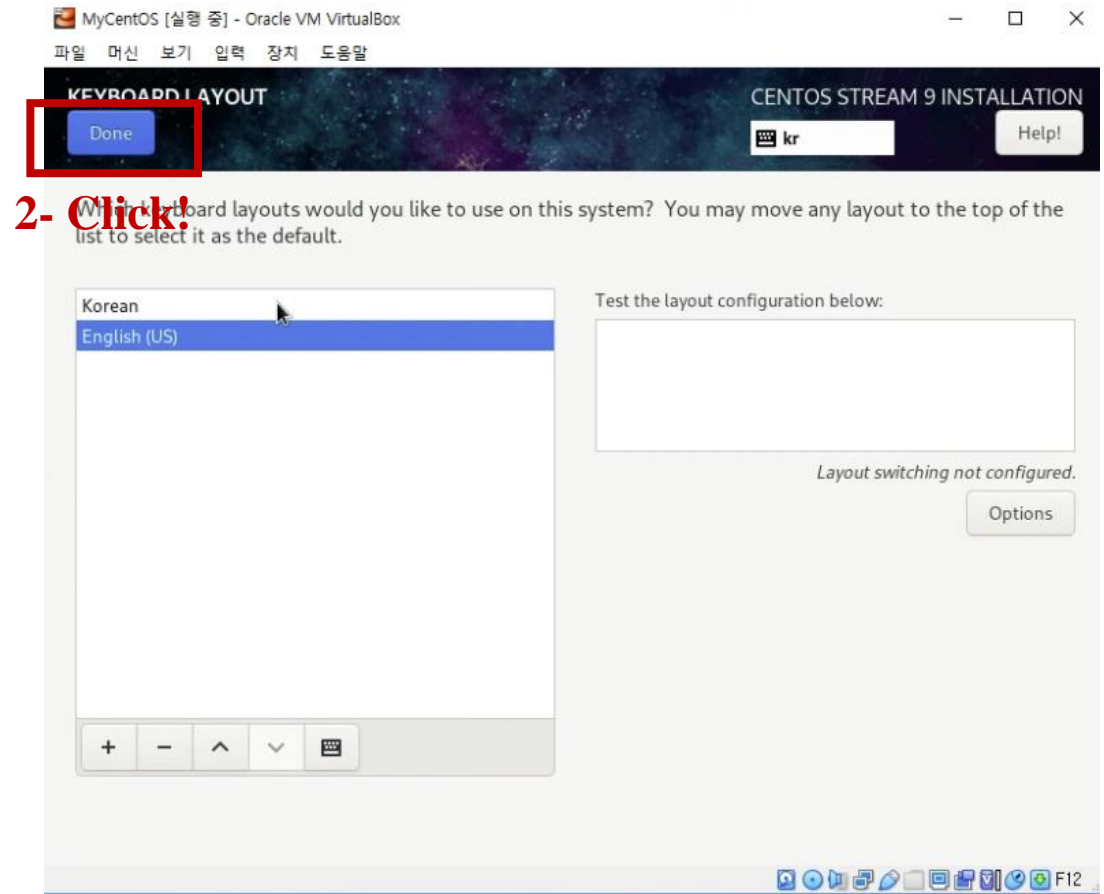 MyCentOS [실행 중] - Oracle VM VirtualBox
파일 머신 보기 입력 장치 도움말
KEYBOARD LAYOUT
CENTOS STREAM 9 INSTALLATION
Done
kr
Help!
2- Click!
Which keyboard layouts would you like to use on this system? You may move any layout to the top of the
list to select it as the default.
Korean
English (US)
Test the layout configuration below:
Layout switching not configured.
Options
F12